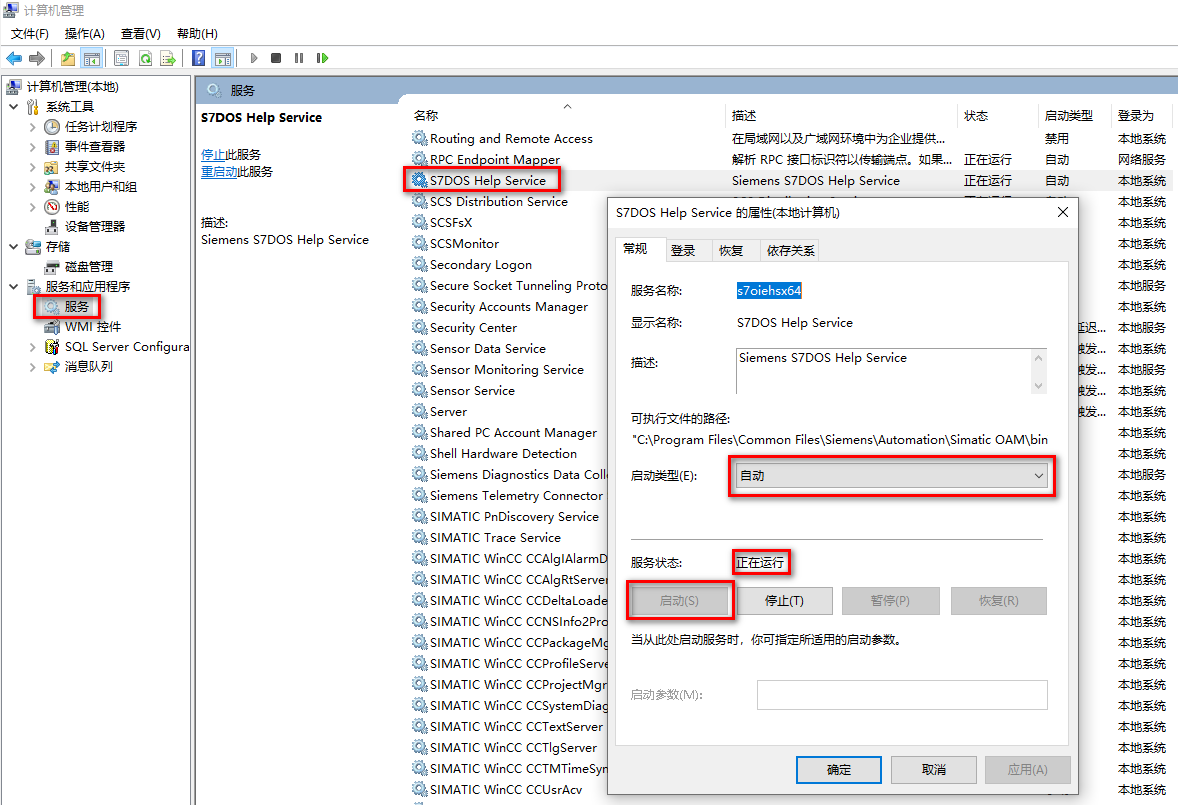 计算机管理
文件(F) 操作(A) 查看(V) 帮助(H)
计算机管理(本地)
系统工具
任务计划程序
事件查看器
共享文件夹
本地用户和组
性能
设备管理器
存储
磁盘管理
服务和应用程序
服务
WMI 控件
SQL Server Configura
消息队列
服务
S7DOS Help Service
停止此服务
重启动此服务
描述:
Siemens S7DOS Help Service
名称 描述 状态 启动类型 登录为
Routing and Remote Access 在局域网以及广域网环境中为企业提供... 禁用 本地系统
RPC Endpoint Mapper 解析 RPC 接口标识符以传输端点。如果... 正在运行 自动 网络服务
S7DOS Help Service Siemens S7DOS Help Service 正在运行 自动 本地系统
SCS Distribution Service 本地系统
SCSFsX 本地系统
SCSMonitor 本地系统
Secondary Logon 本地系统
Secure Socket Tunneling Proto 本地服务
Security Accounts Manager 本地系统
Security Center 迟... 本地服务
Sensor Data Service 发... 本地系统
Sensor Monitoring Service 发... 本地服务
Sensor Service 发... 本地系统
Server 发... 本地系统
Shared PC Account Manager 本地系统
Shell Hardware Detection 本地系统
Siemens Diagnostics Data Coll 本地服务
Siemens Telemetry Connector 本地系统
SIMATIC PnDiscovery Service 本地系统
SIMATIC Trace Service 本地系统
SIMATIC WinCC CCAlgIAlarmD 本地系统
SIMATIC WinCC CCAlgRtServer 本地系统
SIMATIC WinCC CCDeltaLoade 本地系统
SIMATIC WinCC CCNSInfo2Pro 本地系统
SIMATIC WinCC CCPackageMg 本地系统
SIMATIC WinCC CCProfileServe 本地系统
SIMATIC WinCC CCProjectMgr 本地系统
SIMATIC WinCC CCSystemDiag 本地系统
SIMATIC WinCC CCTextServer 本地系统
SIMATIC WinCC CCTlgServer 本地系统
SIMATIC WinCC CCTMTimeSyn 本地系统
SIMATIC WinCC CCUsrAcv 本地系统
S7DOS Help Service 的属性(本地计算机)
常规 登录 恢复 依存关系
服务名称: s7oiehsx64
显示名称: S7DOS Help Service
描述: Siemens S7DOS Help Service
可执行文件的路径:
"C:\Program Files\Common Files\Siemens\Automation\Simatic OAM\bin
启动类型(E): 自动
服务状态: 正在运行
启动(S) 停止(T) 暂停(P) 恢复(R)
当从此处启动服务时，你可指定所适用的启动参数。
启动参数(M):
确定 取消 应用(A)